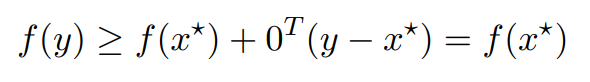 f(y) ≥ f(x⋆) + 0ᵀ(y − x⋆) = f(x⋆)